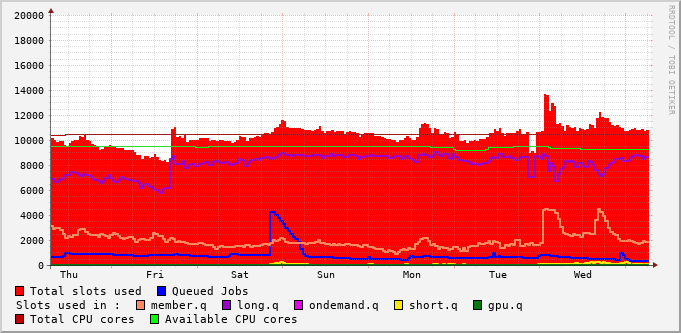 20000
18000
16000
14000
12000
10000
8000
6000
4000
2000
0
Thu Fri Sat Sun Mon Tue Wed
RRDTOOL / TOBI OETIKER
Total slots used Queued Jobs
Slots used in : member.q long.q ondemand.q short.q gpu.q
Total CPU cores Available CPU cores